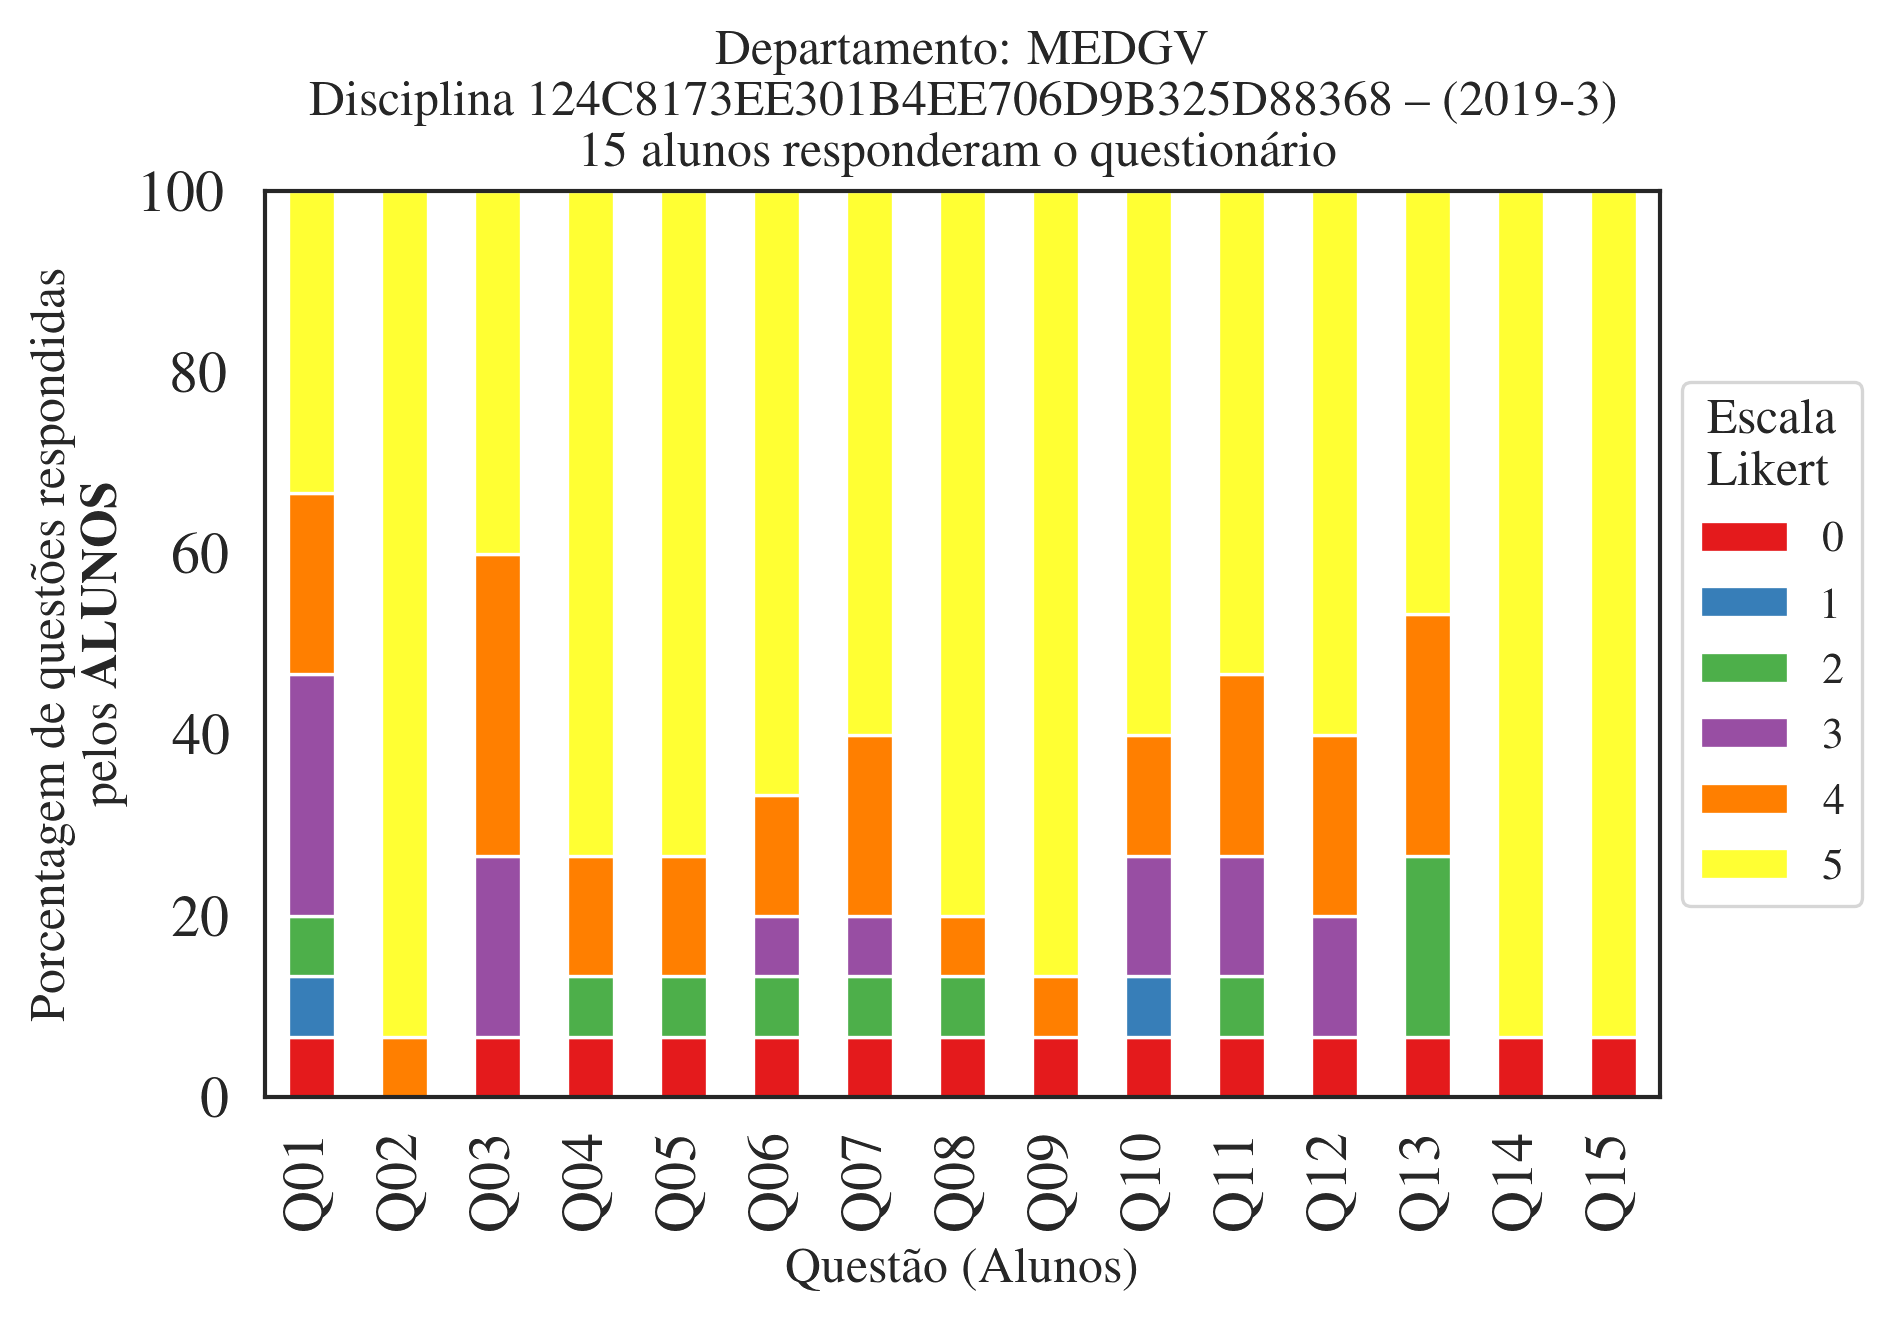 Departamento: MEDGV
Disciplina 124C8173EE301B4EE706D9B325D88368 – (2019-3)
15 alunos responderam o questionário
Porcentagem de questões respondidas
pelos ALUNOS
100
80
60
40
20
0
Q01
Q02
Q03
Q04
Q05
Q06
Q07
Q08
Q09
Q10
Q11
Q12
Q13
Q14
Q15
Questão (Alunos)
Escala
Likert
0
1
2
3
4
5